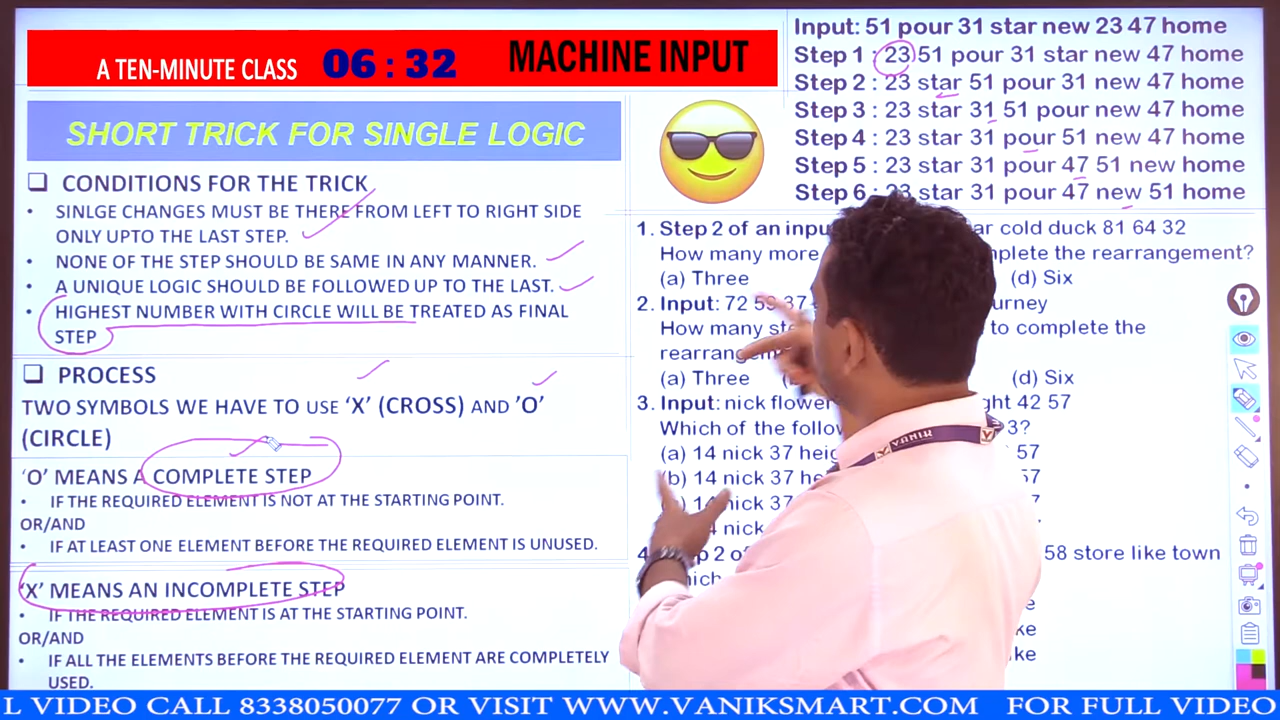 A TEN-MINUTE CLASS 06 : 32 MACHINE INPUT
SHORT TRICK FOR SINGLE LOGIC
CONDITIONS FOR THE TRICK
• SINLGE CHANGES MUST BE THERE FROM LEFT TO RIGHT SIDE
ONLY UPTO THE LAST STEP.
• NONE OF THE STEP SHOULD BE SAME IN ANY MANNER.
• A UNIQUE LOGIC SHOULD BE FOLLOWED UP TO THE LAST.
• HIGHEST NUMBER WITH CIRCLE WILL BE TREATED AS FINAL
STEP
PROCESS
TWO SYMBOLS WE HAVE TO USE 'X' (CROSS) AND 'O'
(CIRCLE)
'O' MEANS A COMPLETE STEP
• IF THE REQUIRED ELEMENT IS NOT AT THE STARTING POINT.
OR/AND
• IF AT LEAST ONE ELEMENT BEFORE THE REQUIRED ELEMENT IS UNUSED.
'X' MEANS AN INCOMPLETE STEP
• IF THE REQUIRED ELEMENT IS AT THE STARTING POINT.
OR/AND
• IF ALL THE ELEMENTS BEFORE THE REQUIRED ELEMENT ARE COMPLETELY
USED.
Input: 51 pour 31 star new 23 47 home
Step 1 : 23 51 pour 31 star new 47 home
Step 2 : 23 star 51 pour 31 new 47 home
Step 3 : 23 star 31 51 pour new 47 home
Step 4 : 23 star 31 pour 51 new 47 home
Step 5 : 23 star 31 pour 47 51 new home
Step 6 : 23 star 31 pour 47 new 51 home
1. Step 2 of an cold duck 81 64 32
How many more the rearrangement?
(a) Three (d) Six
2. Input: 72 59 37
How many to complete the
(a) Three (d) Six
3. Input: nick 42 57
Which of the 3?
(a) 14 nick 37 57
(b) 14 nick 37
14 nick 37
nick
4. 2 58 store like town
VANIK
L VIDEO CALL 8338050077 OR VISIT WWW.VANIKSMART.COM FOR FULL VIDEO